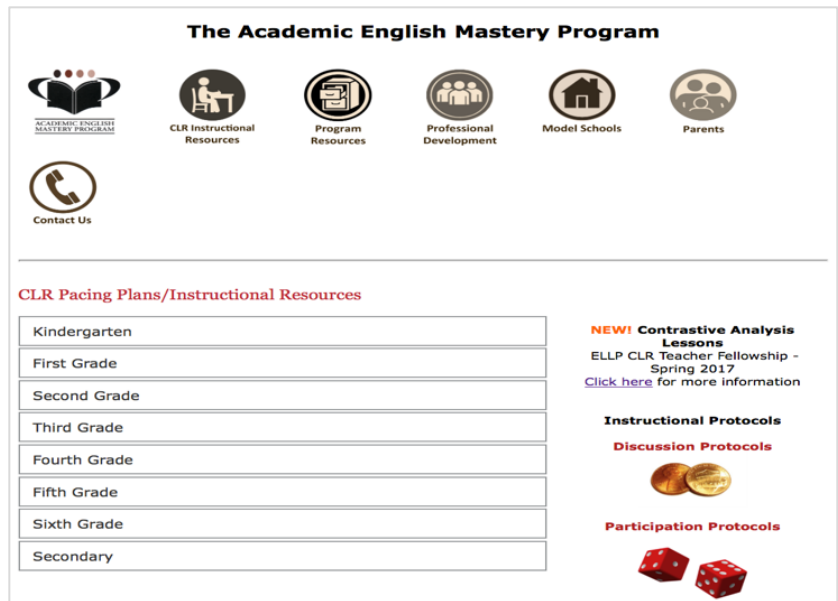 The Academic English Mastery Program
ACADEMIC ENGLISH
MASTERY PROGRAM
CLR Instructional
Resources
Program
Resources
Professional
Development
Model Schools
Parents
Contact Us
CLR Pacing Plans/Instructional Resources
Kindergarten
First Grade
Second Grade
Third Grade
Fourth Grade
Fifth Grade
Sixth Grade
Secondary
NEW! Contrastive Analysis
Lessons
ELLP CLR Teacher Fellowship -
Spring 2017
Click here for more information
Instructional Protocols
Discussion Protocols
Participation Protocols